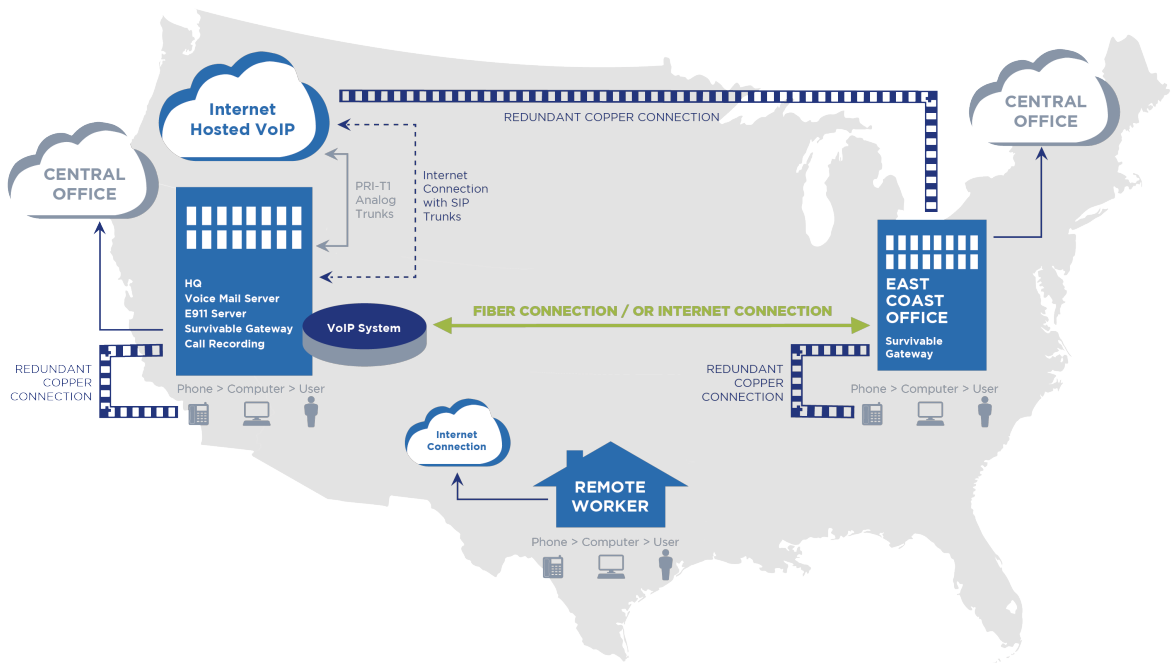 Internet
Hosted VoIP
REDUNDANT COPPER CONNECTION
CENTRAL
OFFICE
CENTRAL
OFFICE
PRI-T1
Analog
Trunks
Internet
Connection
with SIP
Trunks
HQ
Voice Mail Server
E911 Server
Survivable Gateway
Call Recording
VoIP System
FIBER CONNECTION / OR INTERNET CONNECTION
EAST
COAST
OFFICE
Survivable
Gateway
REDUNDANT
COPPER
CONNECTION
Phone > Computer > User
REDUNDANT
COPPER
CONNECTION
Phone > Computer > User
Internet
Connection
REMOTE
WORKER
Phone > Computer > User